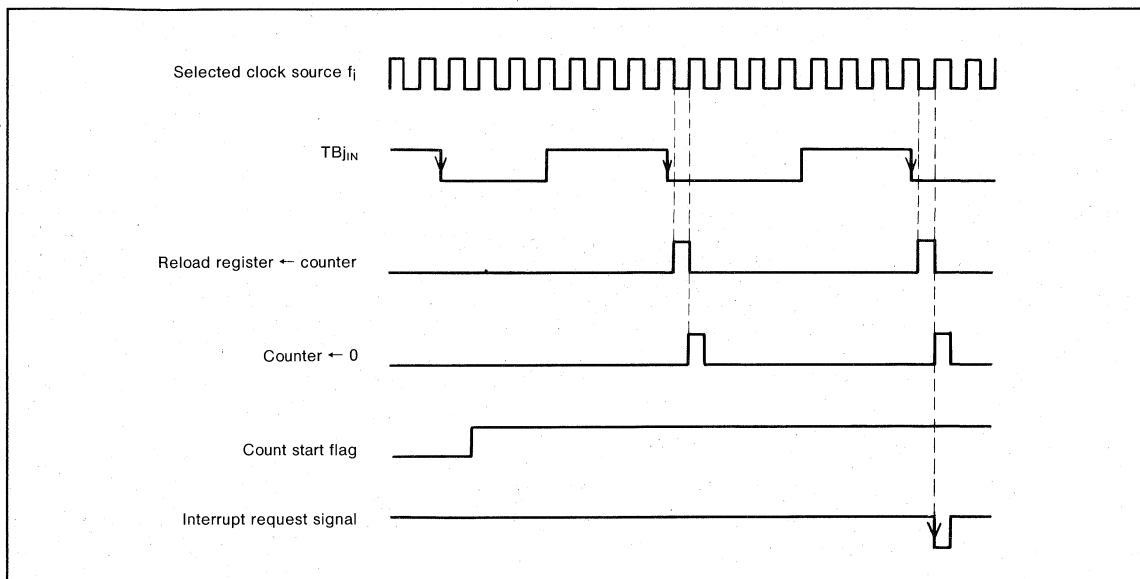 Selected clock source fi
TBjIN
Reload register ← counter
Counter ← 0
Count start flag
Interrupt request signal